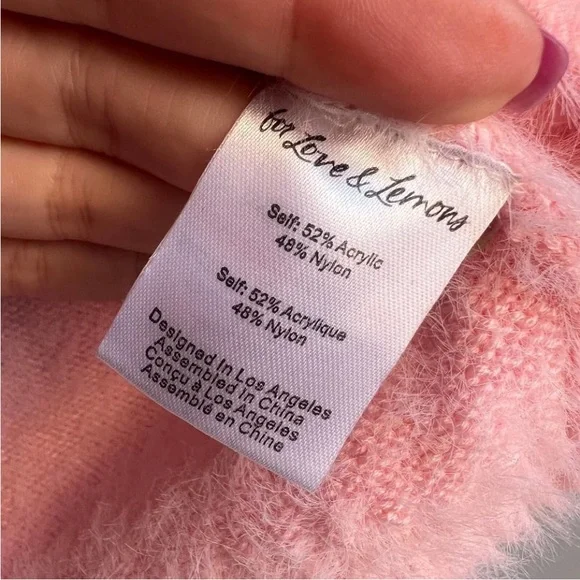 for Love & Lemons
Self: 52% Acrylic
48% Nylon
Self: 52% Acrylique
48% Nylon
Designed In Los Angeles
Assembled In China
Conçu à Los Angeles
Assemblé en Chine